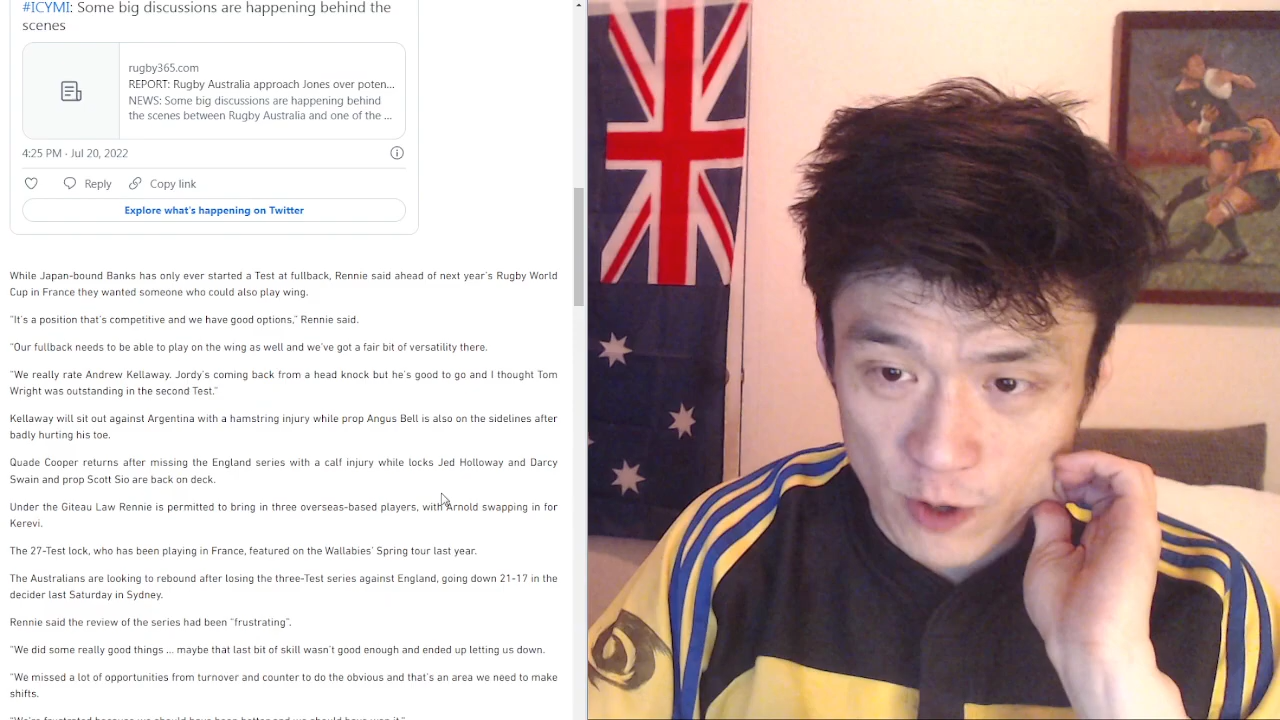 #ICYMI: Some big discussions are happening behind the
scenes
rugby365.com
REPORT: Rugby Australia approach Jones over poten...
NEWS: Some big discussions are happening behind
the scenes between Rugby Australia and one of the ...
4:25 PM · Jul 20, 2022
Reply
Copy link
Explore what's happening on Twitter
While Japan-bound Banks has only ever started a Test at fullback, Rennie said ahead of next year's Rugby World
Cup in France they wanted someone who could also play wing.
"It's a position that's competitive and we have good options," Rennie said.
"Our fullback needs to be able to play on the wing as well and we've got a fair bit of versatility there.
"We really rate Andrew Kellaway. Jordy's coming back from a head knock but he's good to go and I thought Tom
Wright was outstanding in the second Test."
Kellaway will sit out against Argentina with a hamstring injury while prop Angus Bell is also on the sidelines after
badly hurting his toe.
Quade Cooper returns after missing the England series with a calf injury while locks Jed Holloway and Darcy
Swain and prop Scott Sio are back on deck.
Under the Giteau Law Rennie is permitted to bring in three overseas-based players, with Arnold swapping in for
Kerevi.
The 27-Test lock, who has been playing in France, featured on the Wallabies' Spring tour last year.
The Australians are looking to rebound after losing the three-Test series against England, going down 21-17 in the
decider last Saturday in Sydney.
Rennie said the review of the series had been "frustrating".
"We did some really good things ... maybe that last bit of skill wasn't good enough and ended up letting us down.
"We missed a lot of opportunities from turnover and counter to do the obvious and that's an area we need to make
shifts.
"We're frustrated because we should have been better and we should have won it."